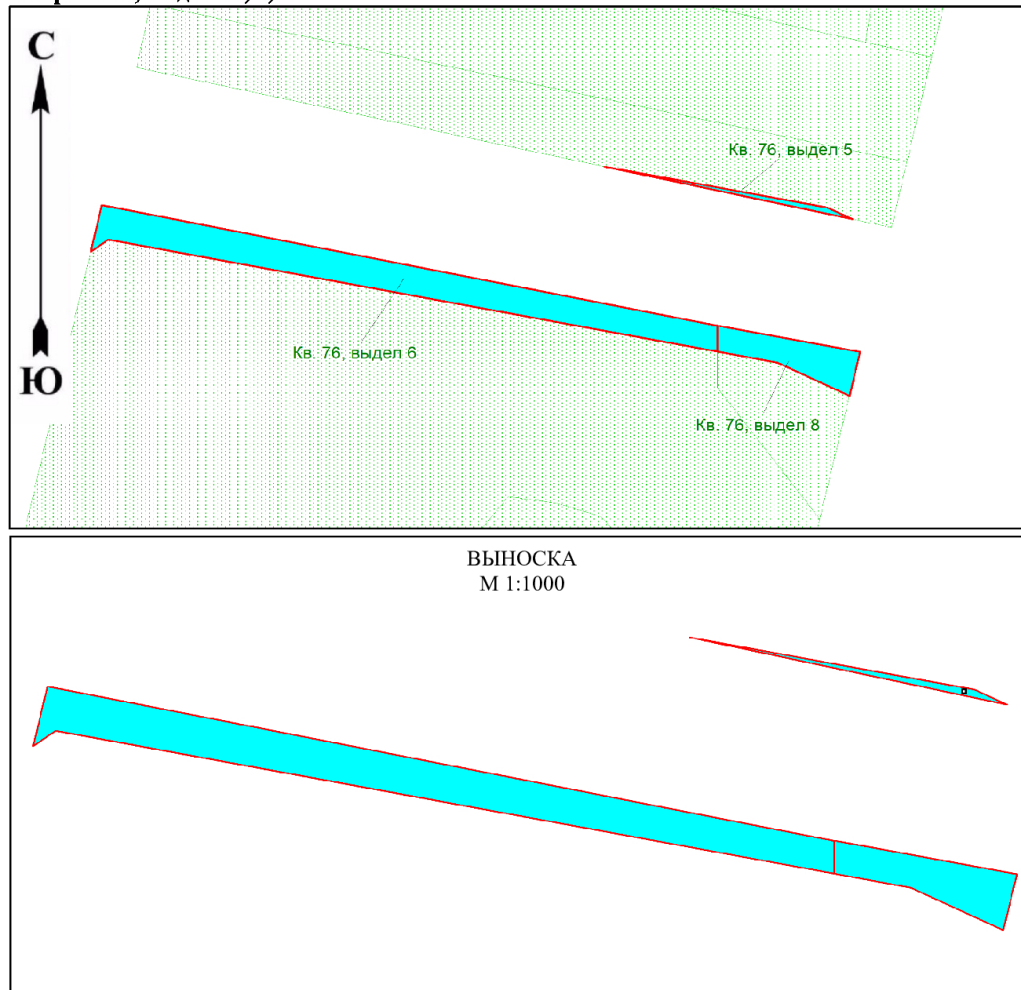 С
Кв. 76, выдел 5
Кв. 76, выдел 6
Ю
Кв. 76, выдел 8
ВЫНОСКА
М 1:1000